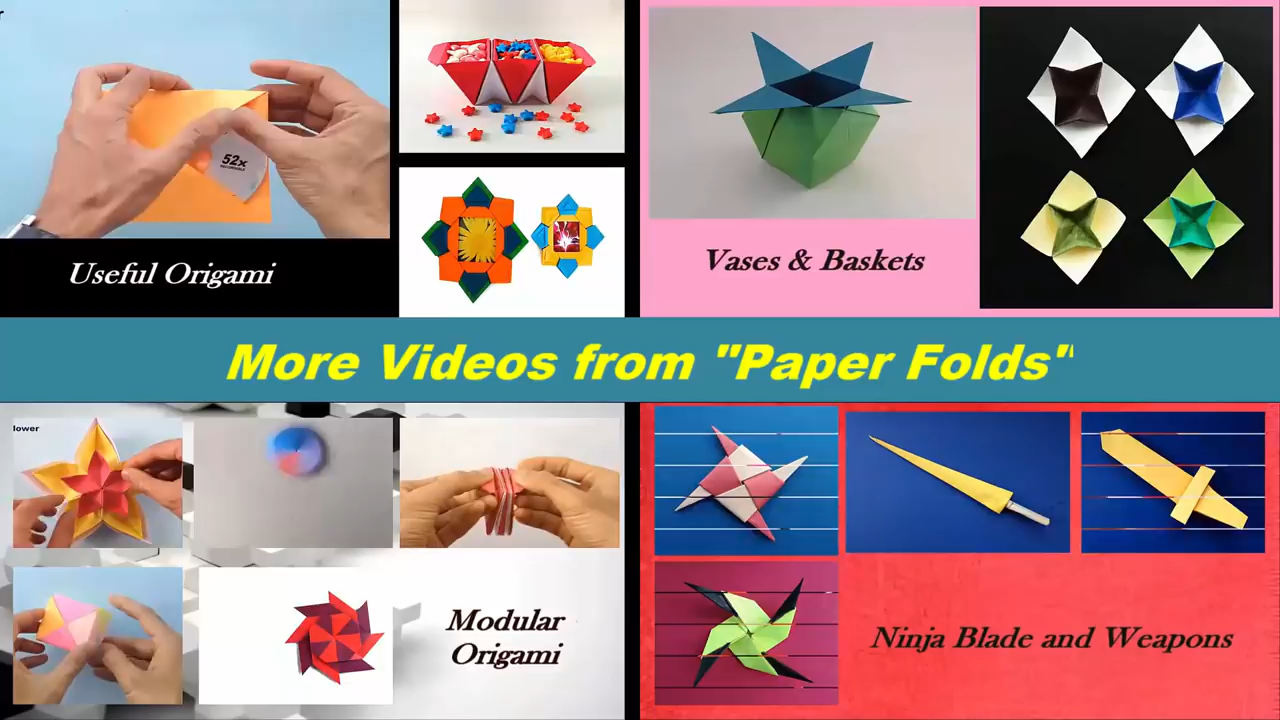 52x
Useful Origami
Vases & Baskets
More Videos from "Paper Folds"
lower
Modular
Origami
Ninja Blade and Weapons